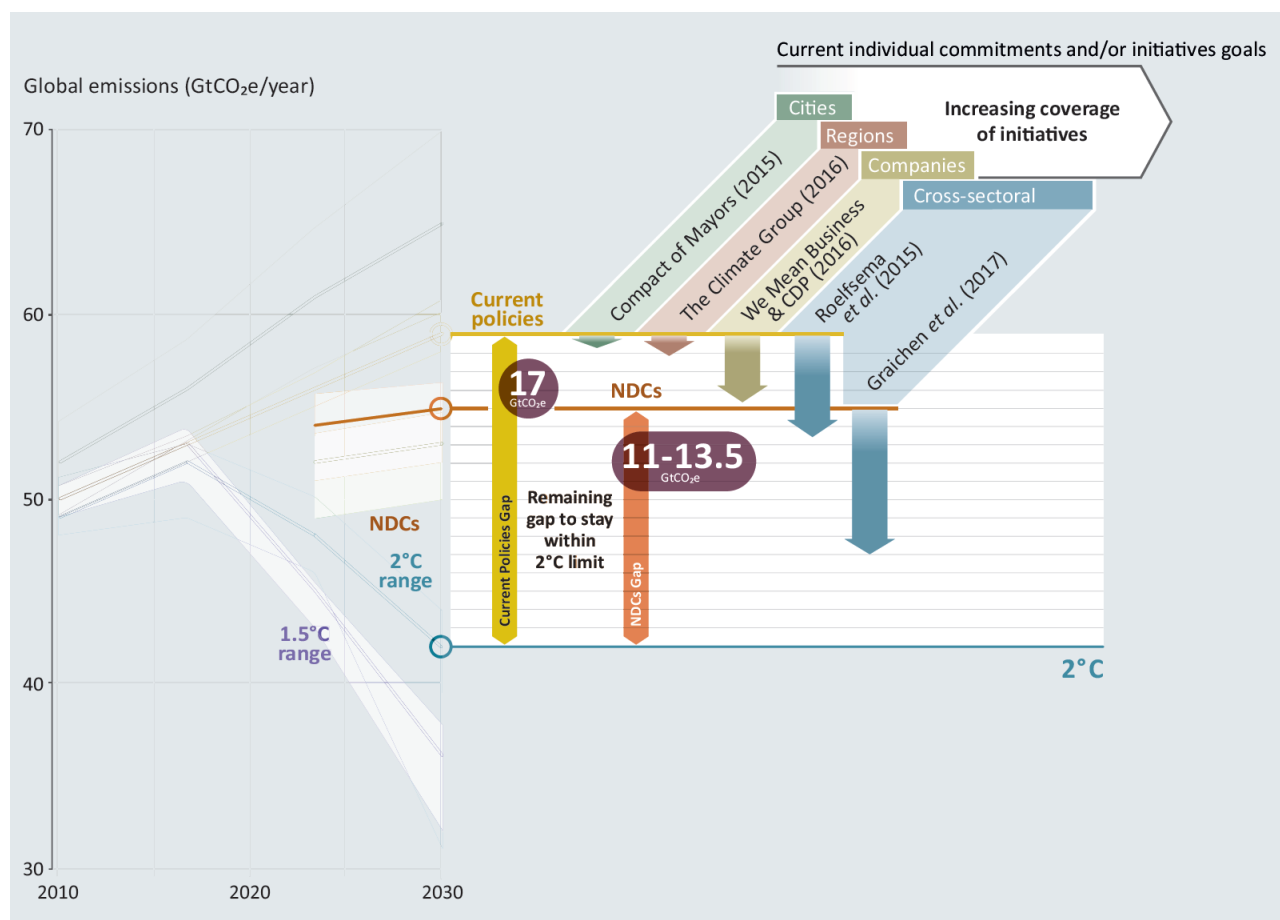 Current individual commitments and/or initiatives goals
Global emissions (GtCO₂e/year)
Increasing coverage
of initiatives
Cities
Regions
Companies
Cross-sectoral
Compact of Mayors (2015)
The Climate Group (2016)
We Mean Business
& CDP (2016)
Roelfsema
et al. (2015)
Graichen et al. (2017)
70
60
50
40
30
2010
2020
2030
Current
policies
17
GtCO₂e
NDCs
11-13.5
GtCO₂e
Current Policies Gap
Remaining
gap to stay
within
2°C limit
NDCs Gap
NDCs
2°C
range
1.5°C
range
2°C